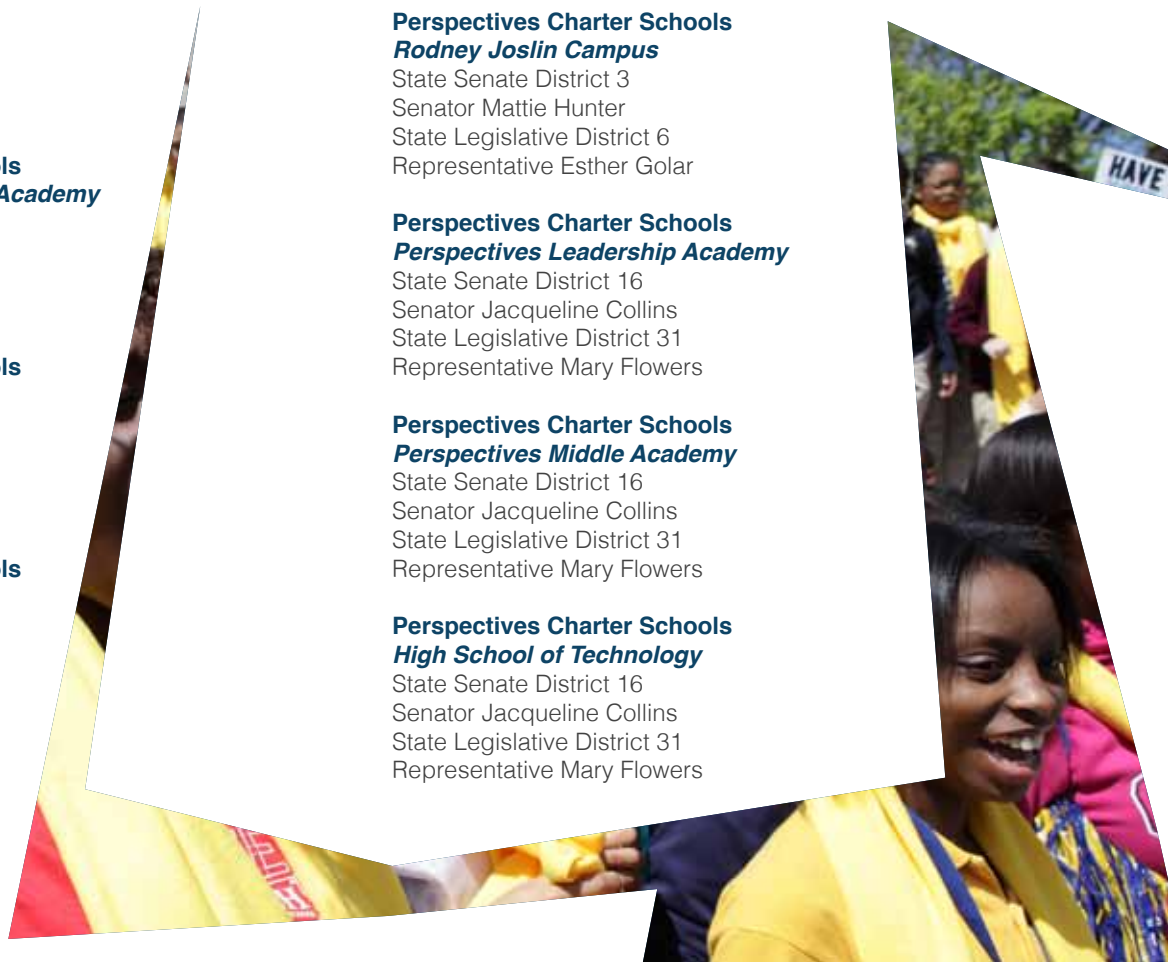 ls
Academy
ls
ls
Perspectives Charter Schools
Rodney Joslin Campus
State Senate District 3
Senator Mattie Hunter
State Legislative District 6
Representative Esther Golar
Perspectives Charter Schools
Perspectives Leadership Academy
State Senate District 16
Senator Jacqueline Collins
State Legislative District 31
Representative Mary Flowers
Perspectives Charter Schools
Perspectives Middle Academy
State Senate District 16
Senator Jacqueline Collins
State Legislative District 31
Representative Mary Flowers
Perspectives Charter Schools
High School of Technology
State Senate District 16
Senator Jacqueline Collins
State Legislative District 31
Representative Mary Flowers
HAVE